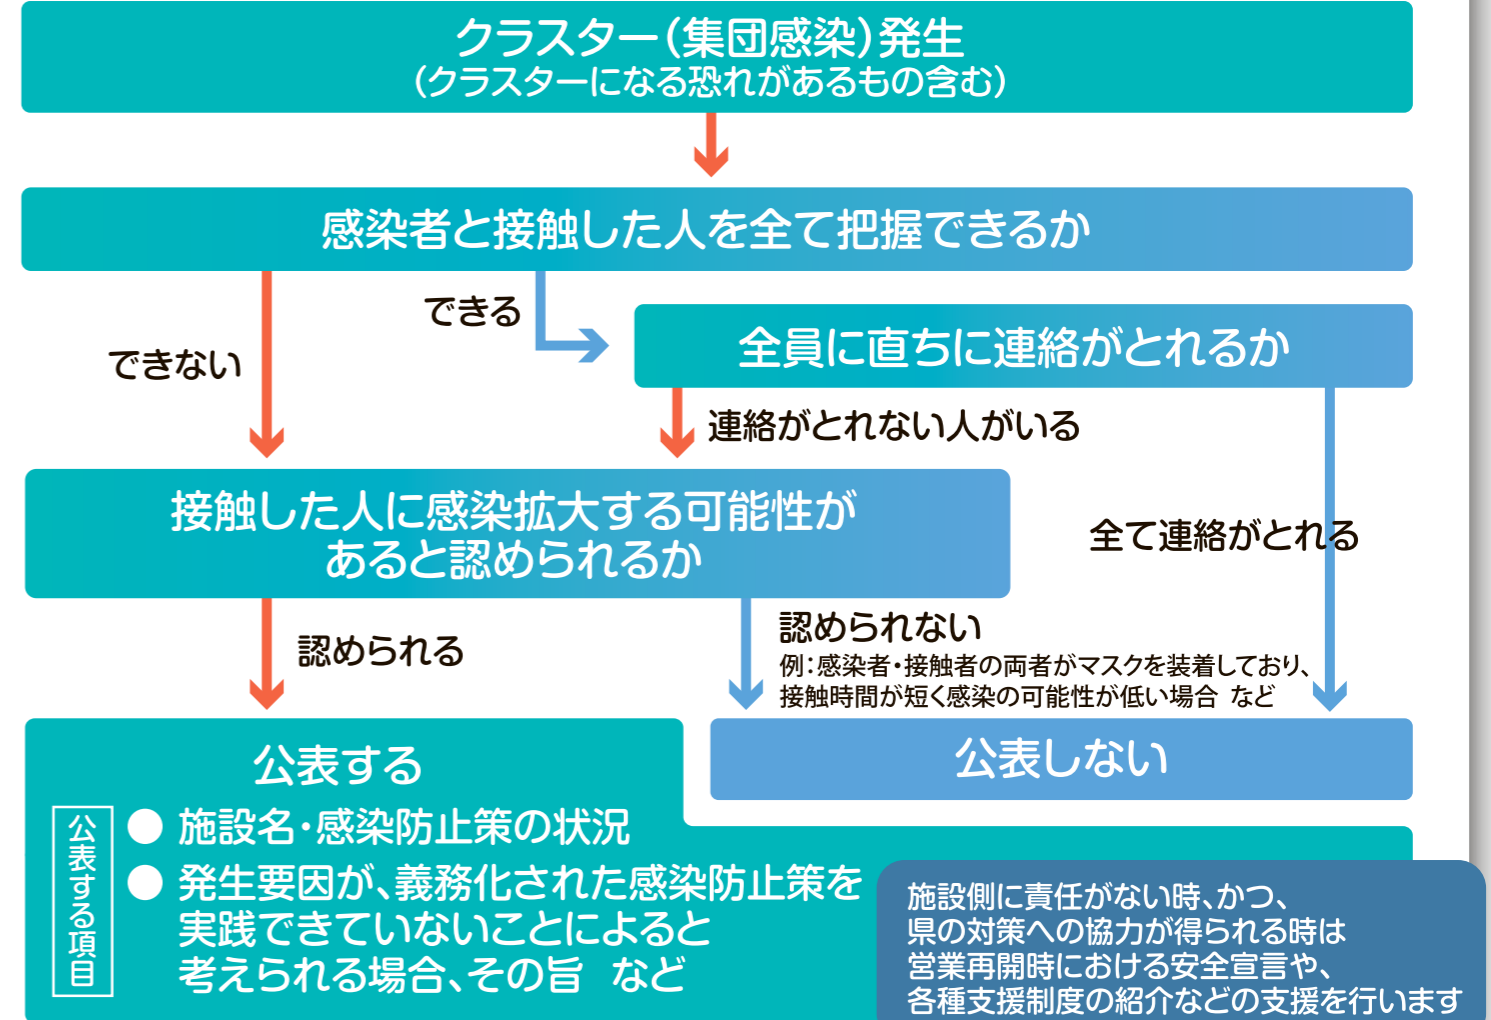 クラスター(集団感染)発生
(クラスターになる恐れがあるもの含む)
感染者と接触した人を全て把握できるか
できる
できない
全員に直ちに連絡がとれるか
連絡がとれない人がいる
接触した人に感染拡大する可能性が
あると認められるか
全て連絡がとれる
認められる
認められない
例:感染者・接触者の両者がマスクを装着しており、
接触時間が短く感染の可能性が低い場合 など
公表する
公表しない
公表する項目
● 施設名・感染防止策の状況
● 発生要因が、義務化された感染防止策を
実践できていないことによると
考えられる場合、その旨 など
施設側に責任がない時、かつ、
県の対策への協力が得られる時は
営業再開時における安全宣言や、
各種支援制度の紹介などの支援を行います